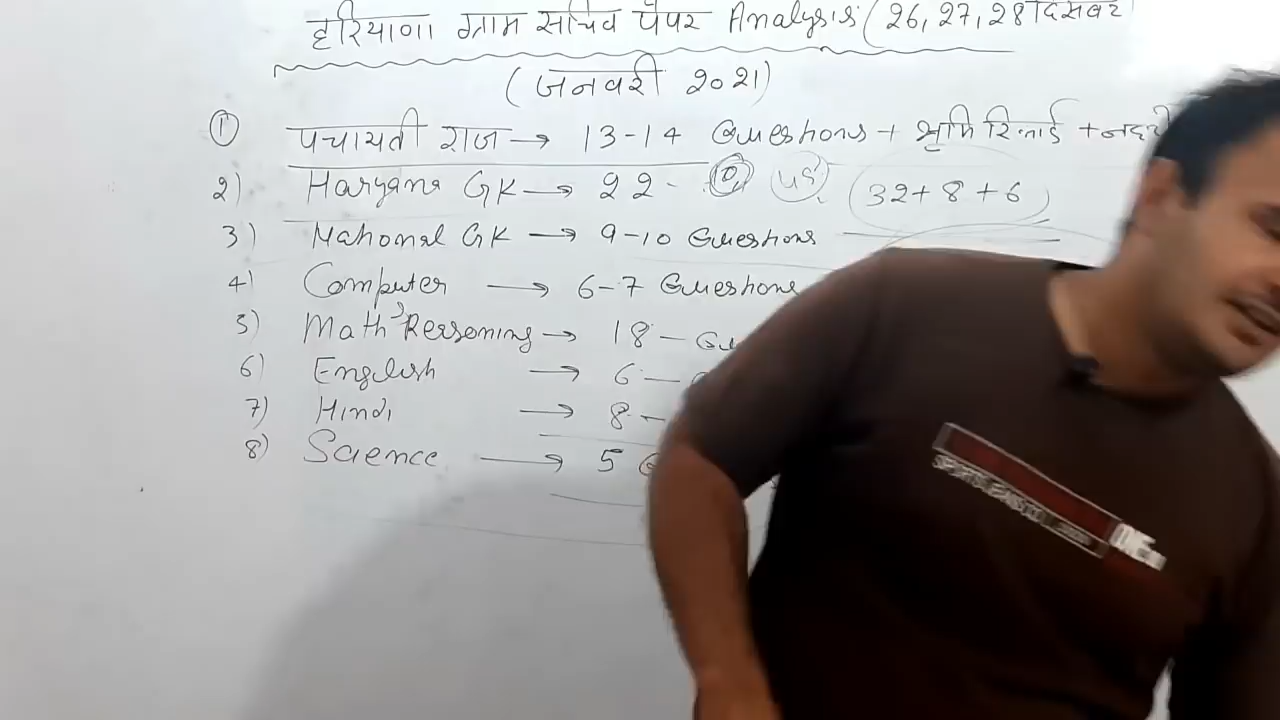 हरियाणा ग्राम सचिव पेपर Analysis (26, 27, 28 दिसंबर
(जनवरी 2021)
1 पंचायती राज → 13-14 Questions + भूमि रिकार्ड +
2) Haryana GK → 22- 10 (32+8+6)
3) National GK → 9-10 Questions
4) Computer → 6-7 Questions
5) Math Reasoning → 18 -
6) English → 6 -
7) Hindi → 8 -
8) Science → 5